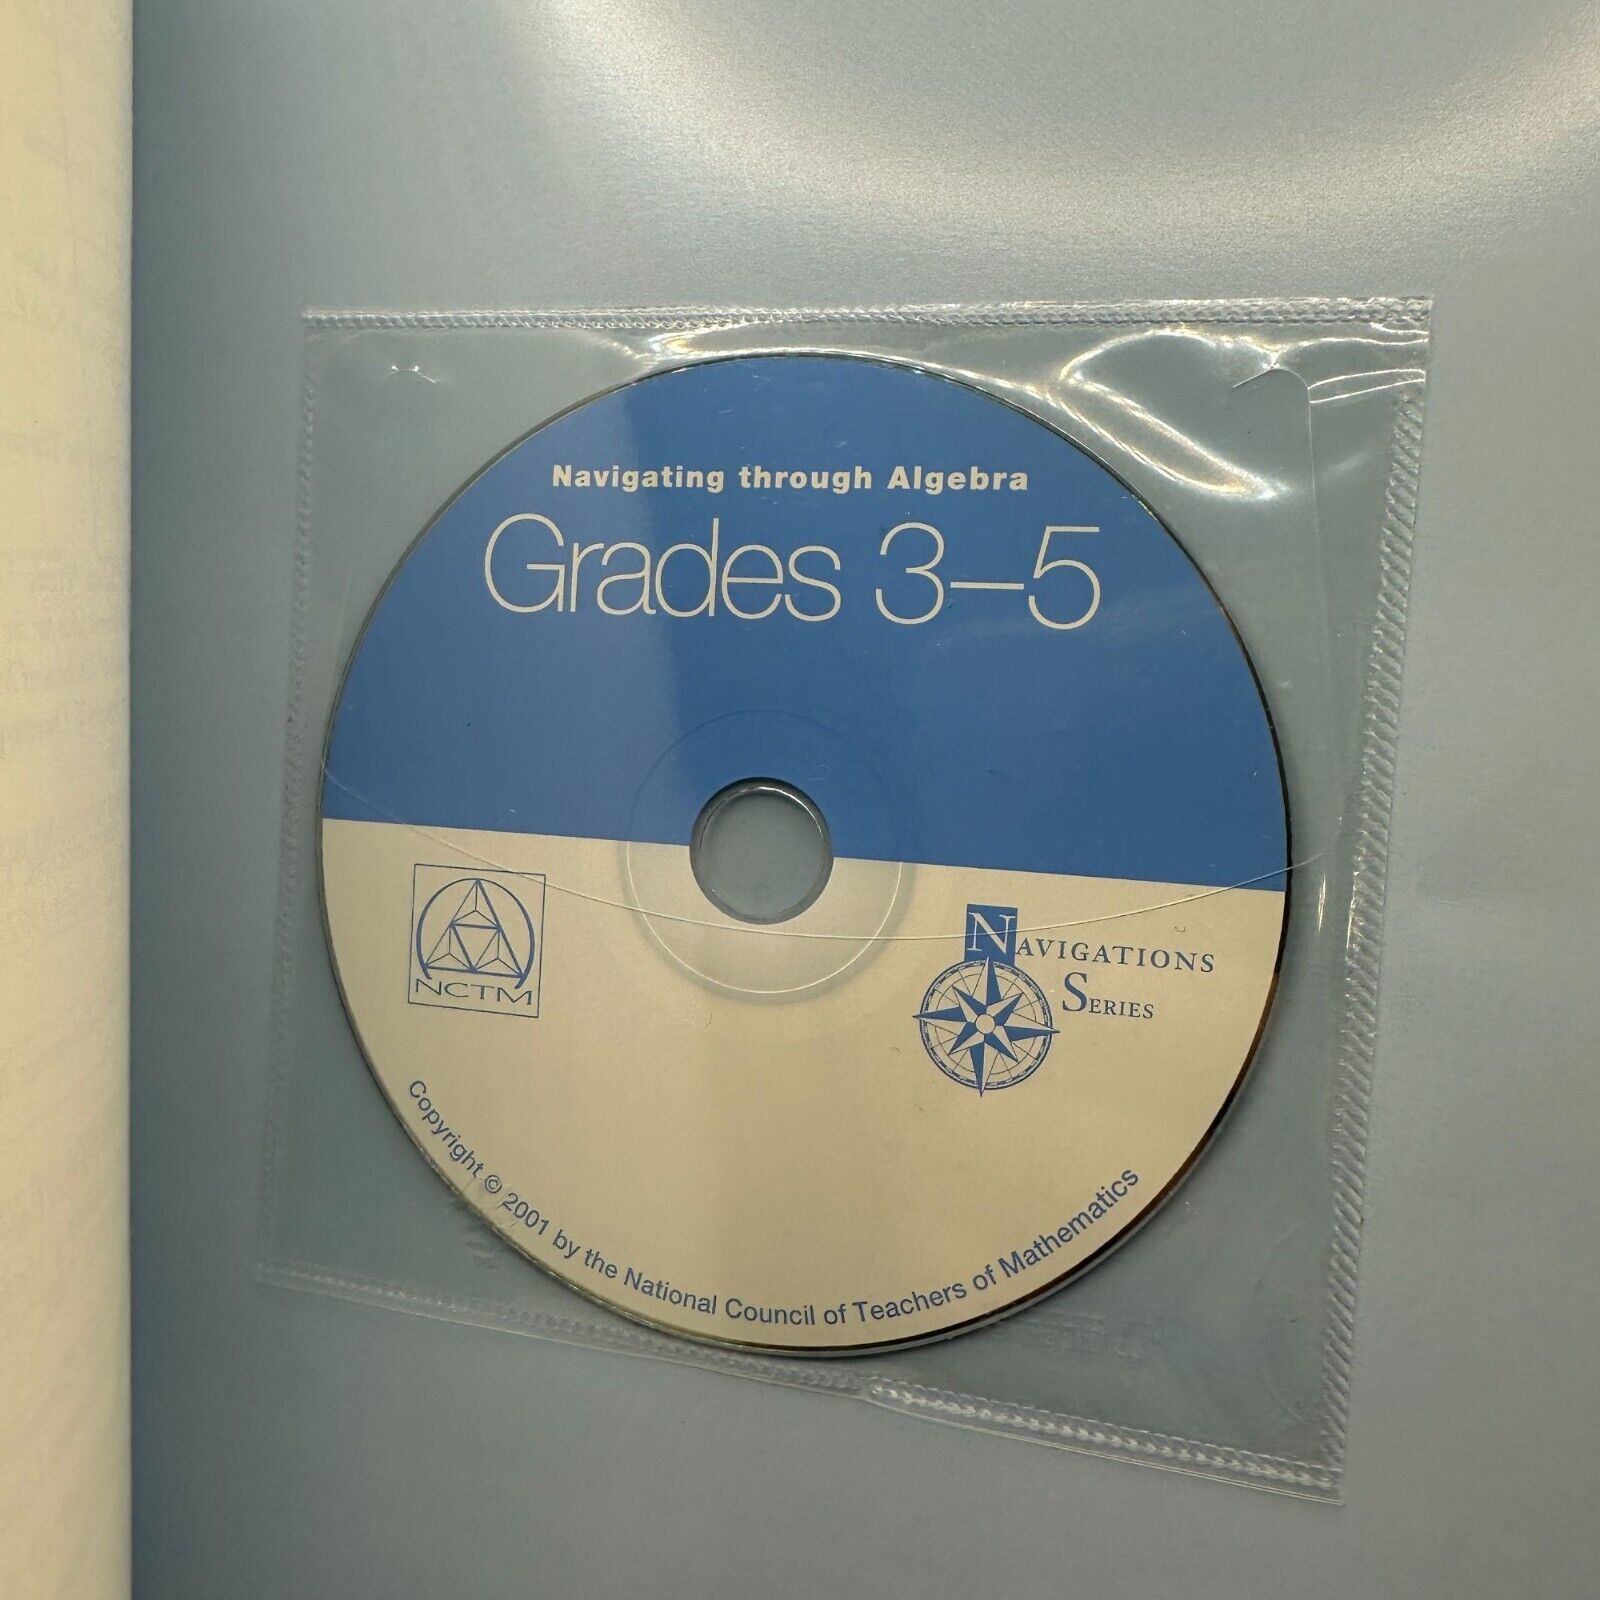 Navigating through Algebra
Grades 3–5
NCTM
NAVIGATIONS
SERIES
Copyright © 2001 by the National Council of Teachers of Mathematics